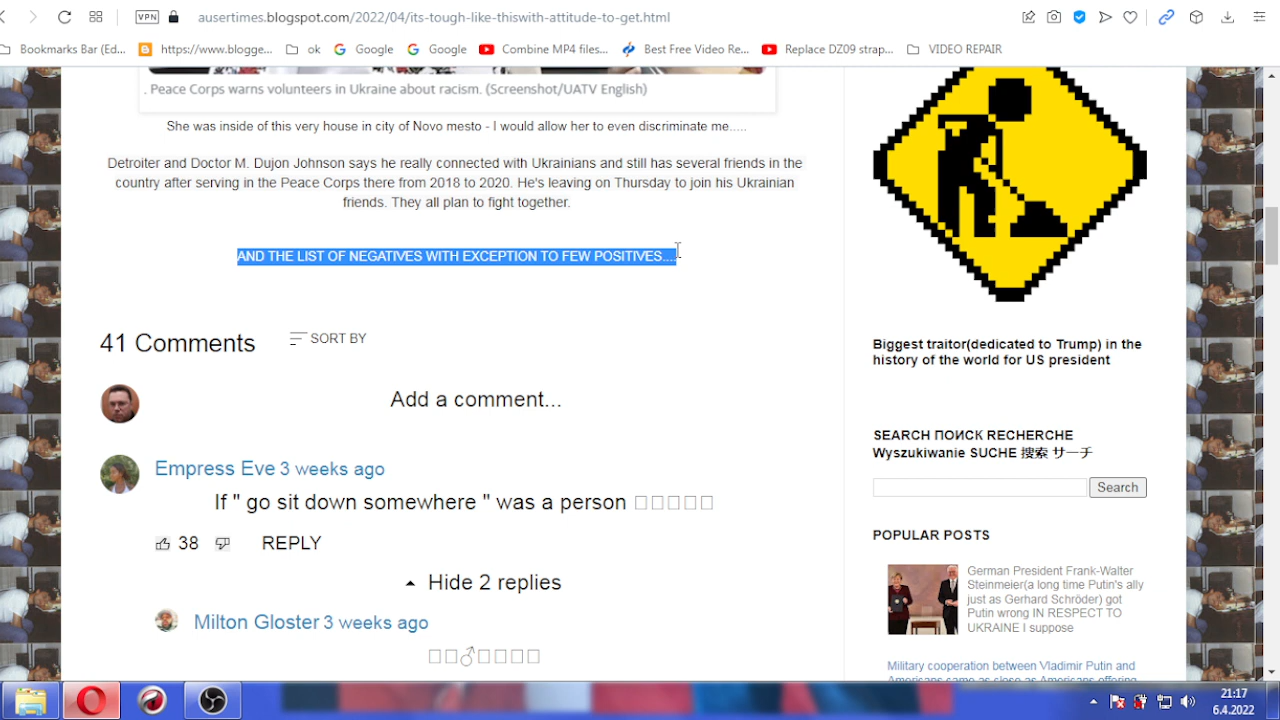 VPN
ausertimes.blogspot.com/2022/04/its-tough-like-thiswith-attitude-to-get.html
Bookmarks Bar (Ed...
https://www.blogge...
ok
Google
Google
Combine MP4 files...
Best Free Video Re...
Replace DZ09 strap...
VIDEO REPAIR
. Peace Corps warns volunteers in Ukraine about racism. (Screenshot/UATV English)
She was inside of this very house in city of Novo mesto - I would allow her to even discriminate me.....
Detroiter and Doctor M. Dujon Johnson says he really connected with Ukrainians and still has several friends in the
country after serving in the Peace Corps there from 2018 to 2020. He's leaving on Thursday to join his Ukrainian
friends. They all plan to fight together.
AND THE LIST OF NEGATIVES WITH EXCEPTION TO FEW POSITIVES....
41 Comments
SORT BY
Add a comment...
Empress Eve 3 weeks ago
If " go sit down somewhere " was a person
38
REPLY
Hide 2 replies
Milton Gloster 3 weeks ago
Biggest traitor(dedicated to Trump) in the
history of the world for US president
SEARCH ПОИСК RECHERCHE
Wyszukiwanie SUCHE 搜索 サーチ
Search
POPULAR POSTS
German President Frank-Walter
Steinmeier(a long time Putin's ally
just as Gerhard Schröder) got
Putin wrong IN RESPECT TO
UKRAINE I suppose
Military cooperation between Vladimir Putin and
Americans came as close as Americans offering
21:17
6.4.2022